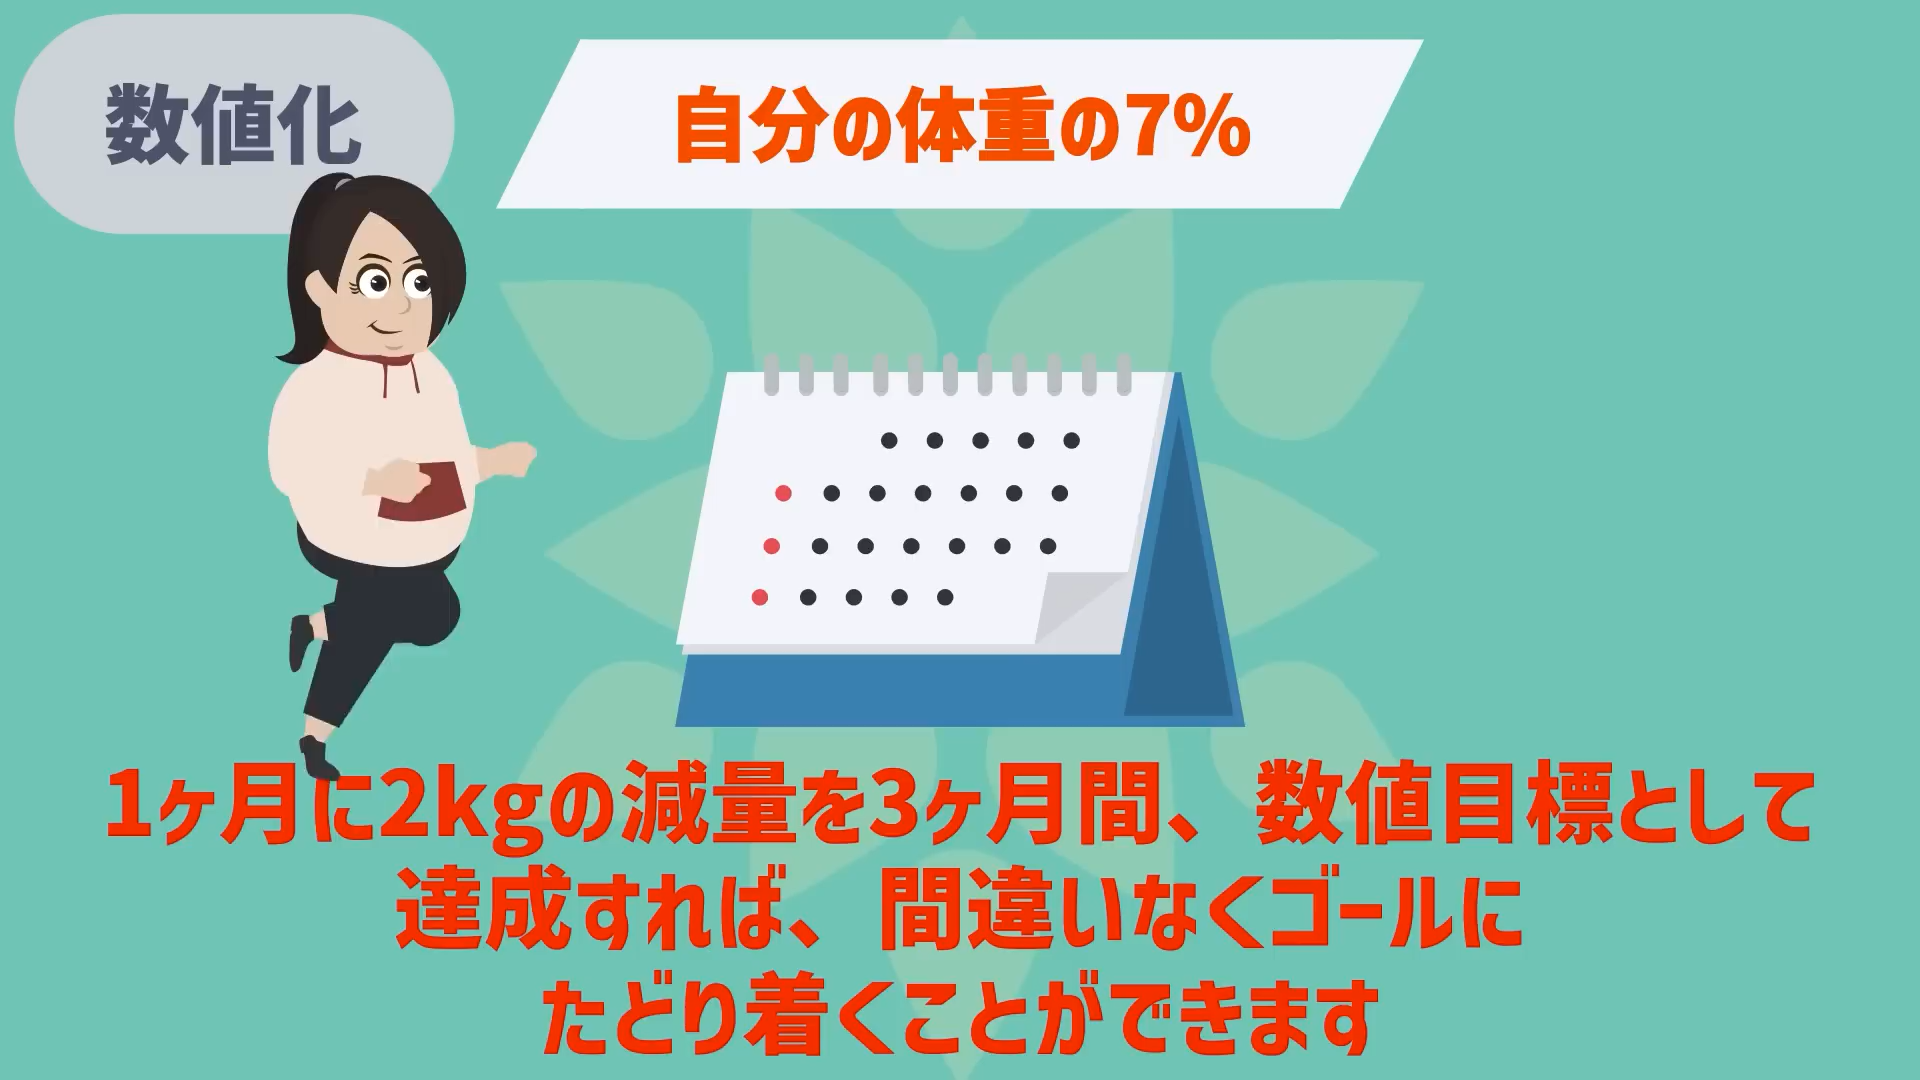 数値化
自分の体重の7%
1ヶ月に2kgの減量を3ヶ月間、数値目標として
達成すれば、間違いなくゴールに
たどり着くことができます